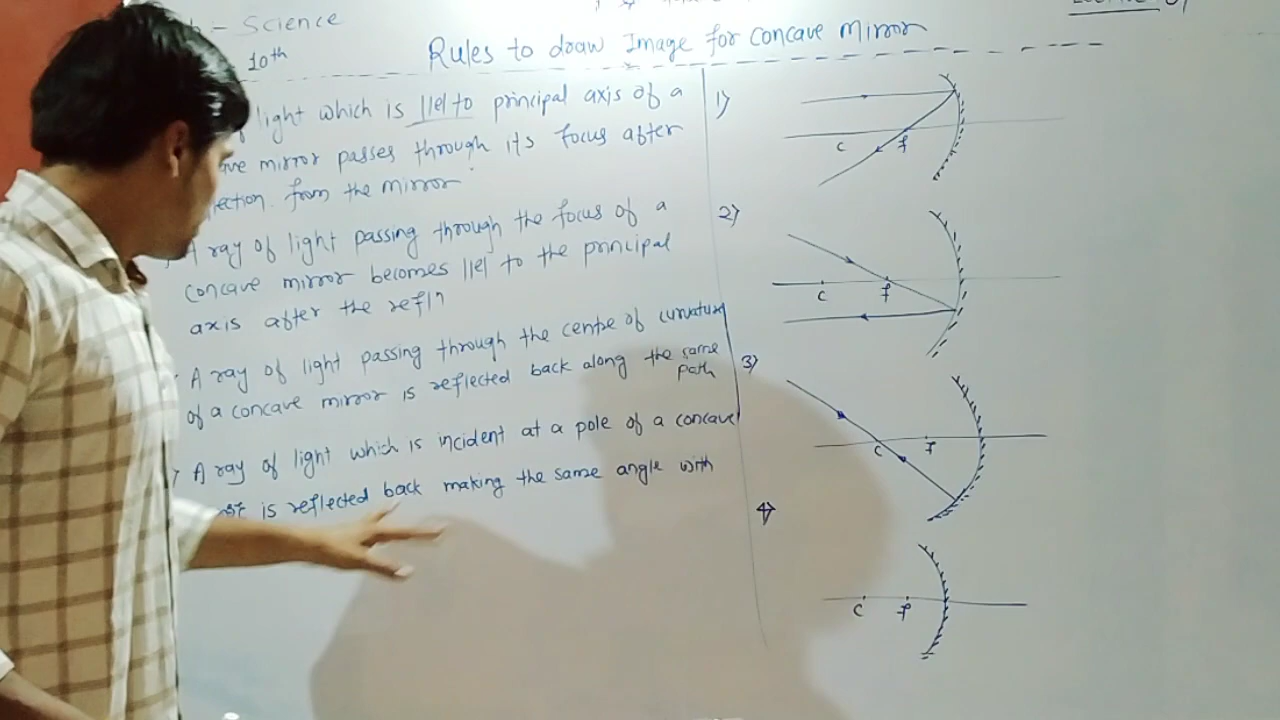 - Science
10th
Rules to draw Image for concave mirror
light which is ||el to principal axis of a
mirror passes through its focus after
from the mirror
A ray of light passing through the focus of a
concave mirror becomes ||el to the principal
axis after the refln
A ray of light passing through the centre of curvature
of a concave mirror is reflected back along the same
path
A ray of light which is incident at a pole of a concave
is reflected back making the same angle with
1)
C
f
2)
C
f
3)
C
f
4)
C
f